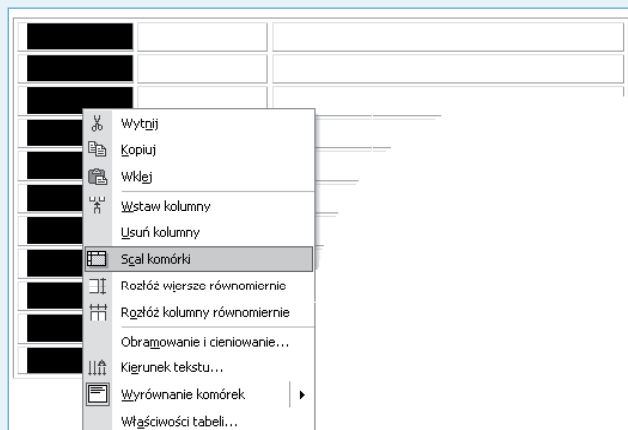 Wytnij
Kopiuj
Wklej
Wstaw kolumny
Usuń kolumny
Scal komórki
Rozłóż wiersze równomiernie
Rozłóż kolumny równomiernie
Obramowanie i cieniowanie...
Kierunek tekstu...
Wyrównanie komórek
Właściwości tabeli...